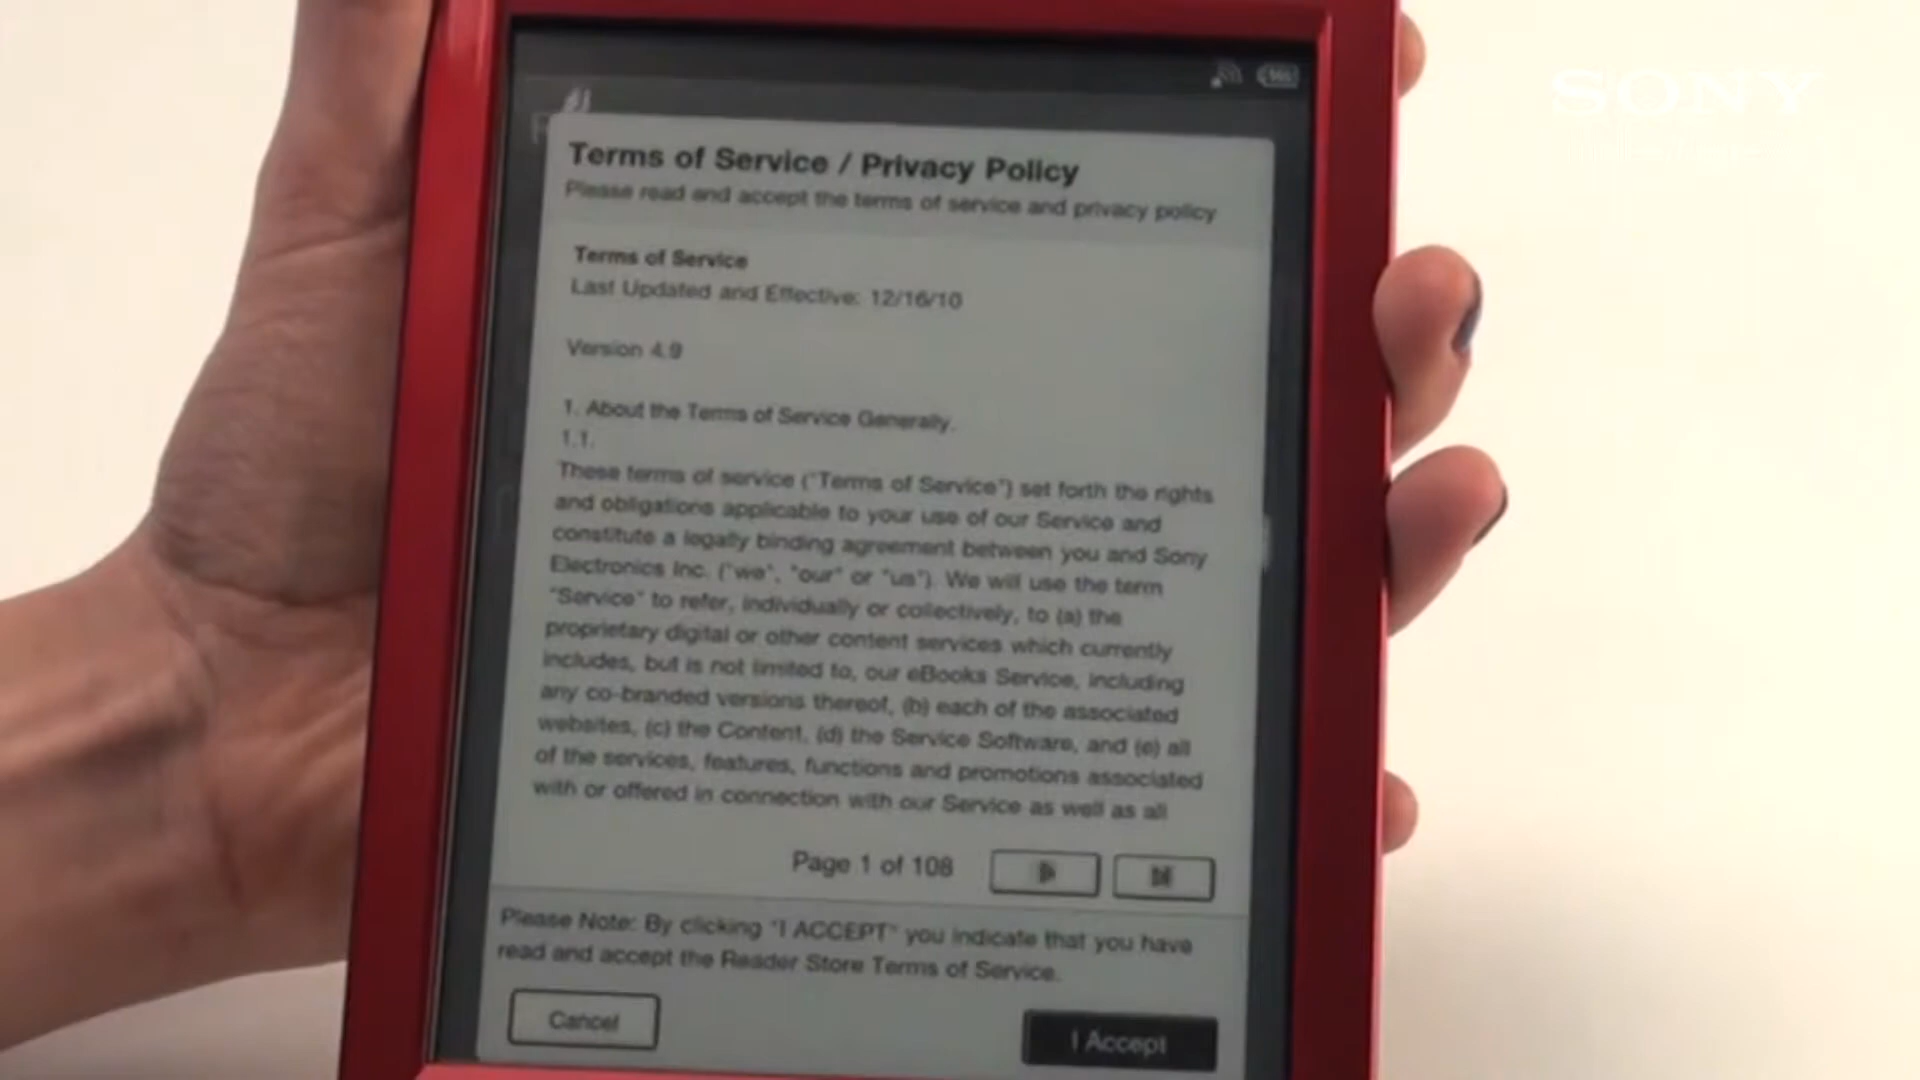 SONY
Terms of Service / Privacy Policy
Please read and accept the terms of service and privacy policy
Terms of Service
Last Updated and Effective: 12/16/10
Version 4.9
1. About the Terms of Service Generally.
1.1.
These terms of service ("Terms of Service") set forth the rights
and obligations applicable to your use of our Service and
constitute a legally binding agreement between you and Sony
Electronics Inc. ("we", "our" or "us"). We will use the term
"Service" to refer, individually or collectively, to (a) the
proprietary digital or other content services which currently
includes, but is not limited to, our eBooks Service, including
any co-branded versions thereof, (b) each of the associated
websites, (c) the Content, (d) the Service Software, and (e) all
of the services, features, functions and promotions associated
with or offered in connection with our Service as well as all
Page 1 of 108
Please Note: By clicking "I ACCEPT" you indicate that you have
read and accept the Reader Store Terms of Service.
Cancel
I Accept